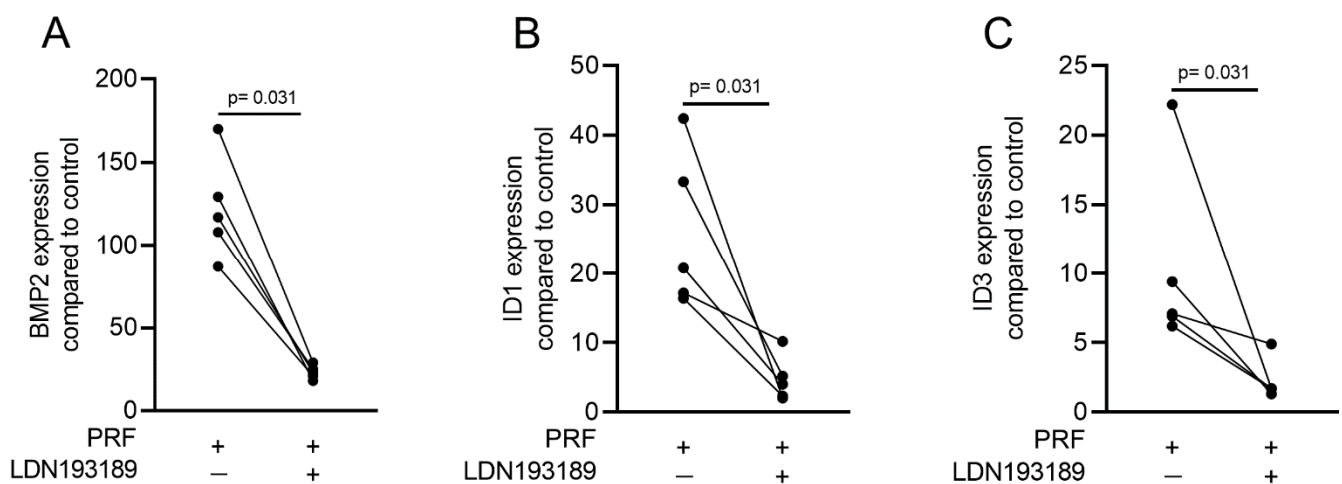 A
BMP2 expression
compared to control
200
150
100
50
0
p= 0.031
PRF + +
LDN193189 — +
B
ID1 expression
compared to control
50
40
30
20
10
0
p= 0.031
PRF + +
LDN193189 — +
C
ID3 expression
compared to control
25
20
15
10
5
0
p= 0.031
PRF + +
LDN193189 — +